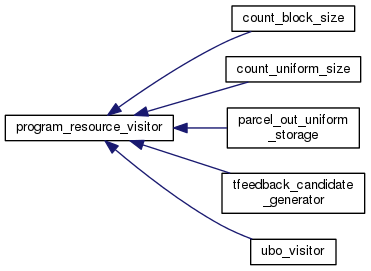 count_block_size
count_uniform_size
program_resource_visitor
parcel_out_uniform
_storage
tfeedback_candidate
_generator
ubo_visitor